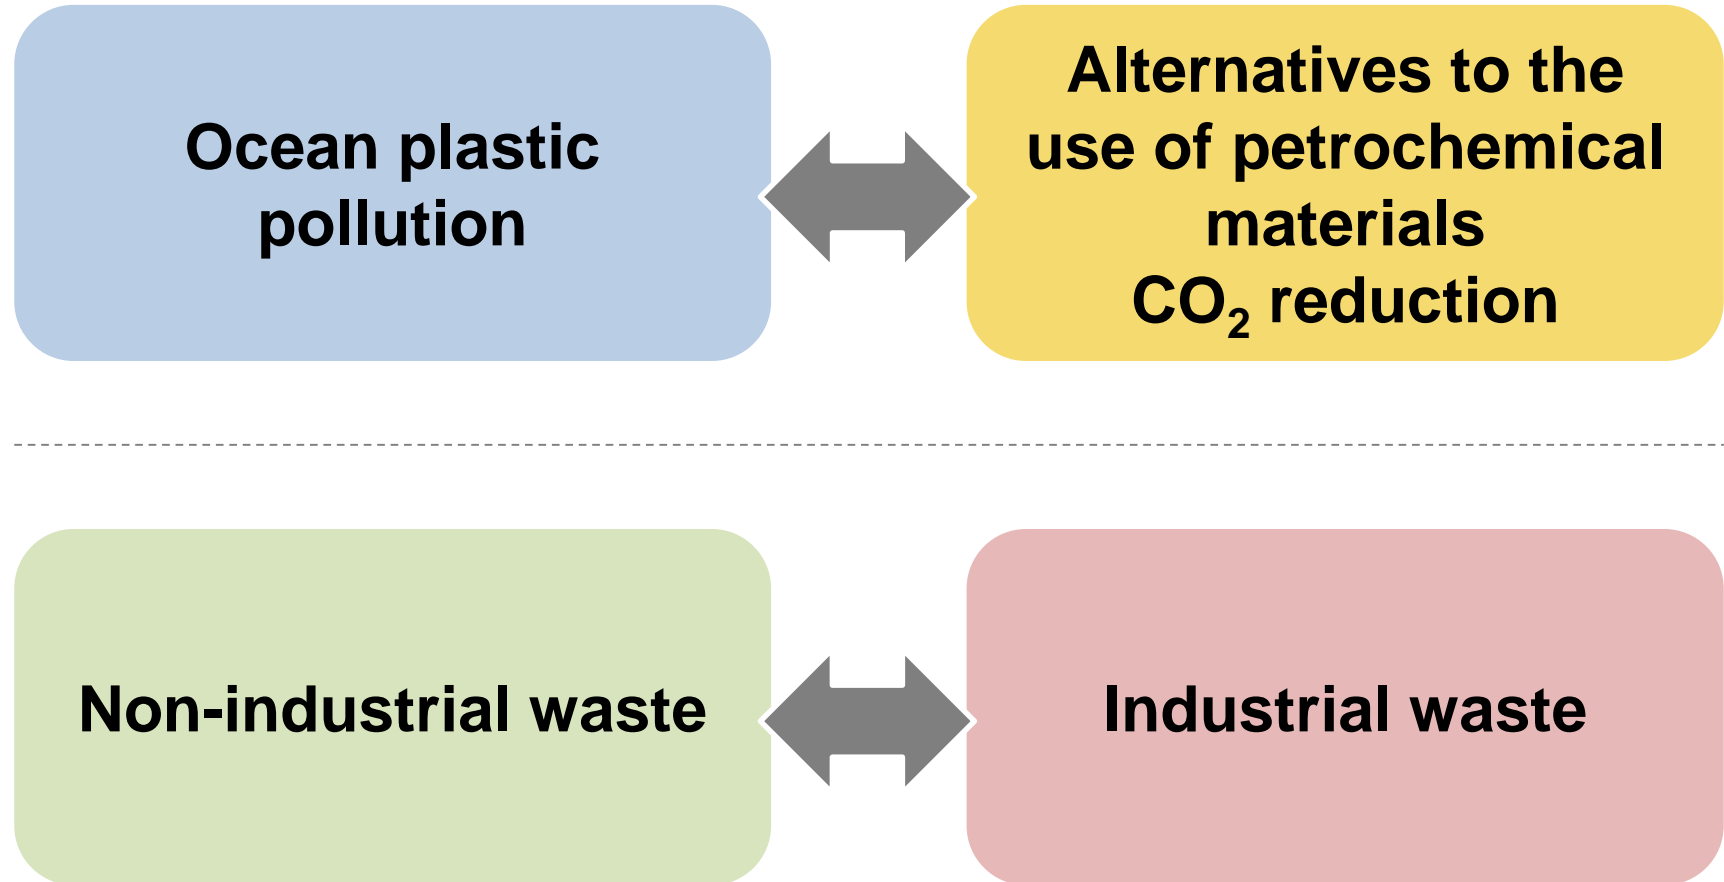 Ocean plastic
pollution
Alternatives to the
use of petrochemical
materials
CO₂ reduction
Non-industrial waste
Industrial waste